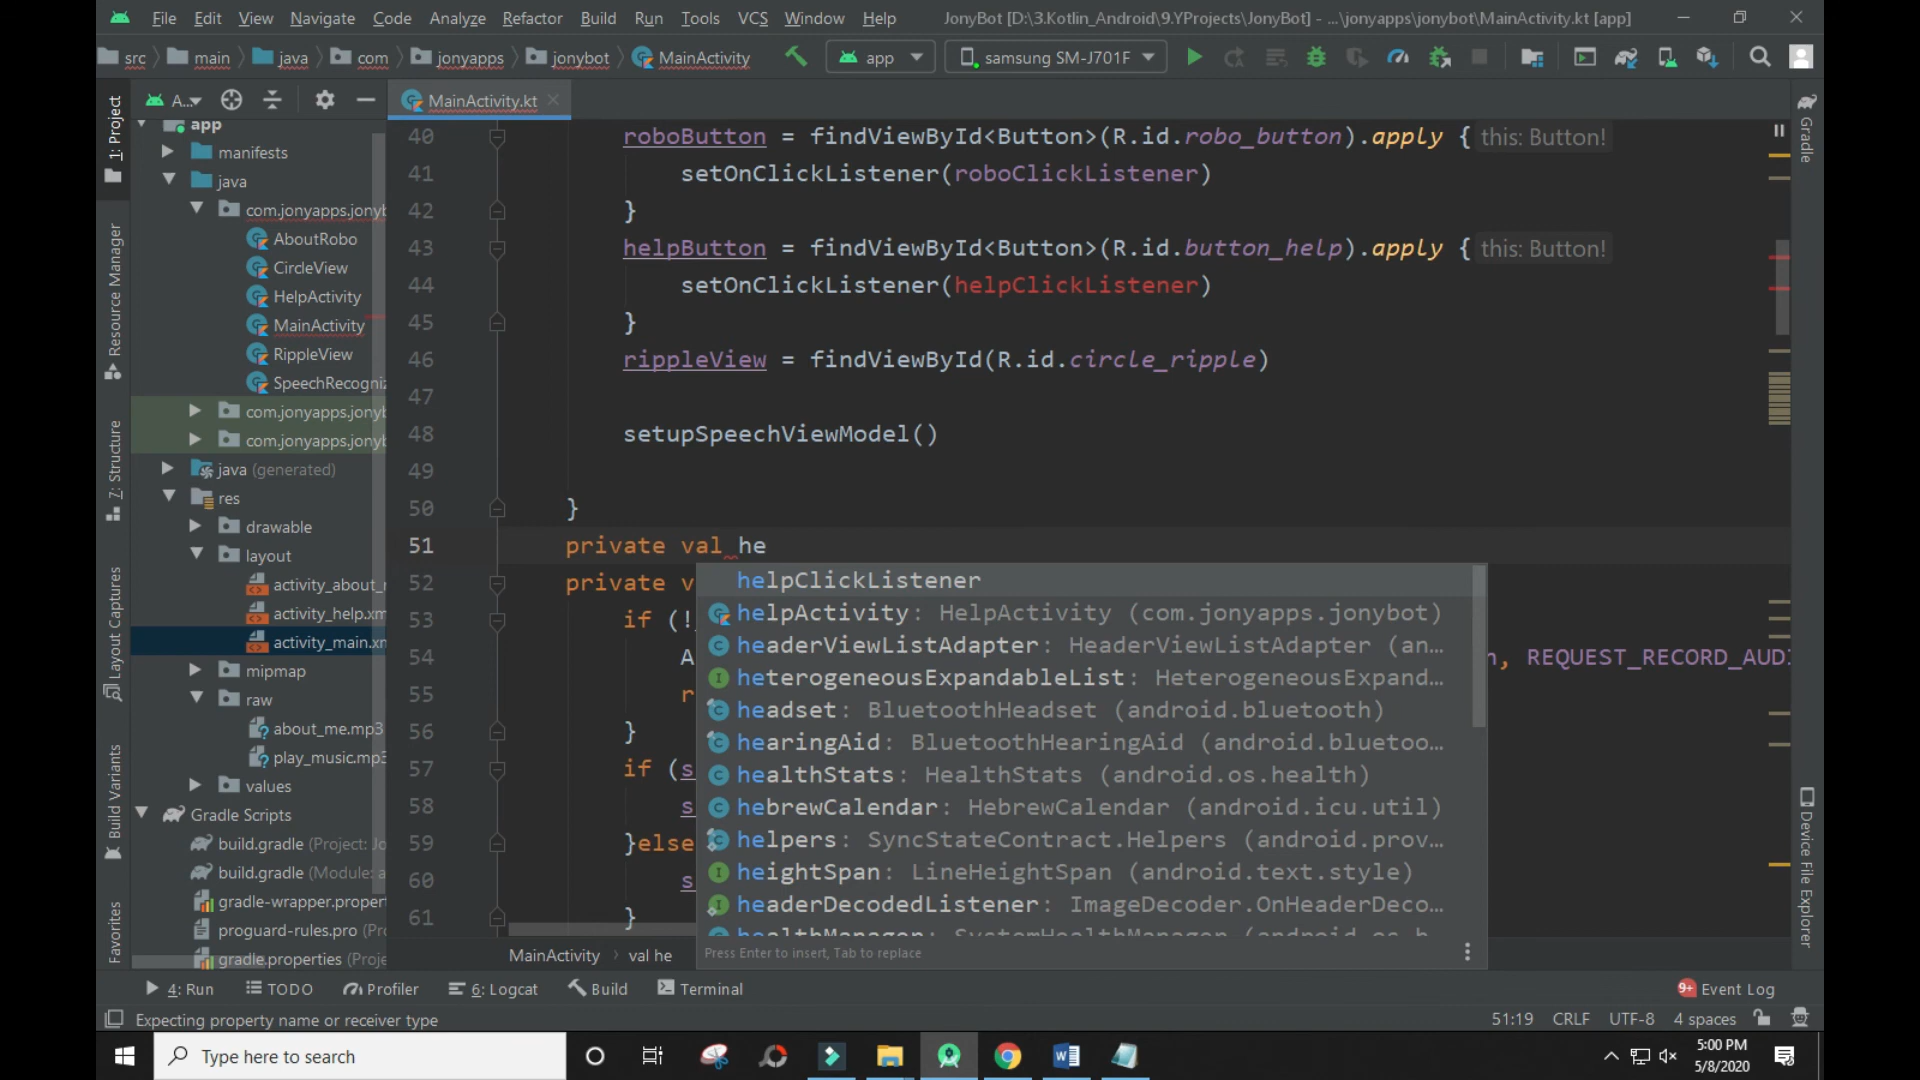 File Edit View Navigate Code Analyze Refactor Build Run Tools VCS Window Help JonyBot [D:\3.Kotlin_Android\9.YProjects\JonyBot] - ...\jonyapps\jonybot\MainActivity.kt [app]
src main java com jonyapps jonybot MainActivity app samsung SM-J701F
A... MainActivity.kt
1: Project
Resource Manager
7: Structure
Layout Captures
Build Variants
Favorites
app
manifests
java
com.jonyapps.jonyb
AboutRobo
CircleView
HelpActivity
MainActivity
RippleView
SpeechRecogniz
com.jonyapps.jonyb
com.jonyapps.jonyb
java (generated)
res
drawable
layout
activity_about_r
activity_help.xm
activity_main.xm
mipmap
raw
about_me.mp3
play_music.mp3
values
Gradle Scripts
build.gradle (Project: Jo
build.gradle (Module: a
gradle-wrapper.proper
proguard-rules.pro (Pro
gradle.properties (Proje
40 roboButton = findViewById<Button>(R.id.robo_button).apply { this: Button!
41 setOnClickListener(roboClickListener)
42 }
43 helpButton = findViewById<Button>(R.id.button_help).apply { this: Button!
44 setOnClickListener(helpClickListener)
45 }
46 rippleView = findViewById(R.id.circle_ripple)
47
48 setupSpeechViewModel()
49
50 }
51 private val he
52 private v
53 if (!
54 A , REQUEST_RECORD_AUD
55 r
56 }
57 if (s
58 s
59 }else
60 s
61 }
helpClickListener
helpActivity: HelpActivity (com.jonyapps.jonybot)
headerViewListAdapter: HeaderViewListAdapter (an...
heterogeneousExpandableList: HeterogeneousExpand...
headset: BluetoothHeadset (android.bluetooth)
hearingAid: BluetoothHearingAid (android.bluetoo...
healthStats: HealthStats (android.os.health)
hebrewCalendar: HebrewCalendar (android.icu.util)
helpers: SyncStateContract.Helpers (android.prov...
heightSpan: LineHeightSpan (android.text.style)
headerDecodedListener: ImageDecoder.OnHeaderDeco...
healthManager: SystemHealthManager (android.os.h
Press Enter to insert, Tab to replace
MainActivity val he
Gradle
Device File Explorer
4: Run TODO Profiler 6: Logcat Build Terminal 9+ Event Log
Expecting property name or receiver type 51:19 CRLF UTF-8 4 spaces
Type here to search
5:00 PM
5/8/2020